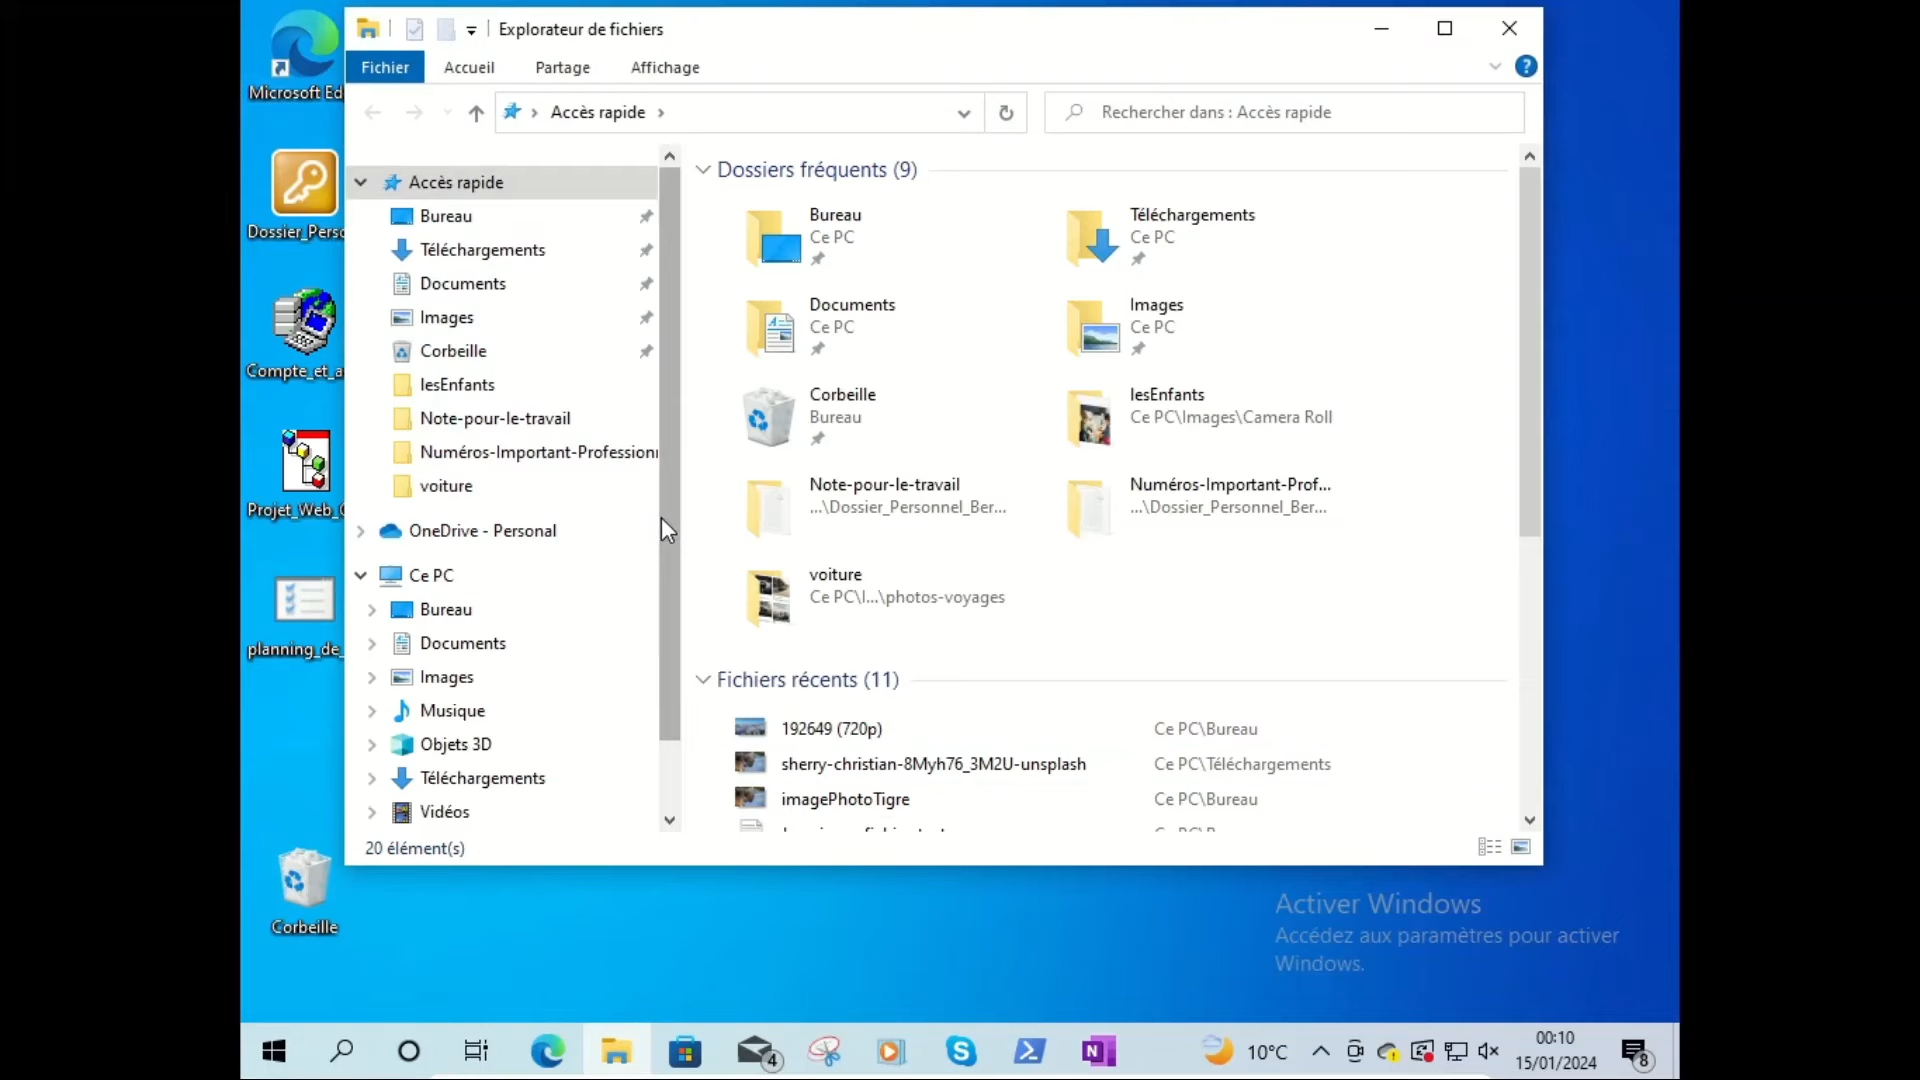 Microsoft Ed
Dossier_Perso
Compte_et_a
Projet_Web_
planning_de_
Corbeille
Explorateur de fichiers
Fichier
Accueil
Partage
Affichage
Accès rapide
Rechercher dans : Accès rapide
Accès rapide
Bureau
Téléchargements
Documents
Images
Corbeille
lesEnfants
Note-pour-le-travail
Numéros-Important-Professionn
voiture
OneDrive - Personal
Ce PC
Bureau
Documents
Images
Musique
Objets 3D
Téléchargements
Vidéos
Dossiers fréquents (9)
Bureau
Ce PC
Téléchargements
Ce PC
Documents
Ce PC
Images
Ce PC
Corbeille
Bureau
lesEnfants
Ce PC\Images\Camera Roll
Note-pour-le-travail
...\Dossier_Personnel_Ber...
Numéros-Important-Prof...
...\Dossier_Personnel_Ber...
voiture
Ce PC\I...\photos-voyages
Fichiers récents (11)
192649 (720p)
Ce PC\Bureau
sherry-christian-8Myh76_3M2U-unsplash
Ce PC\Téléchargements
imagePhotoTigre
Ce PC\Bureau
20 élément(s)
Activer Windows
Accédez aux paramètres pour activer
Windows.
4
10°C
00:10
15/01/2024
8